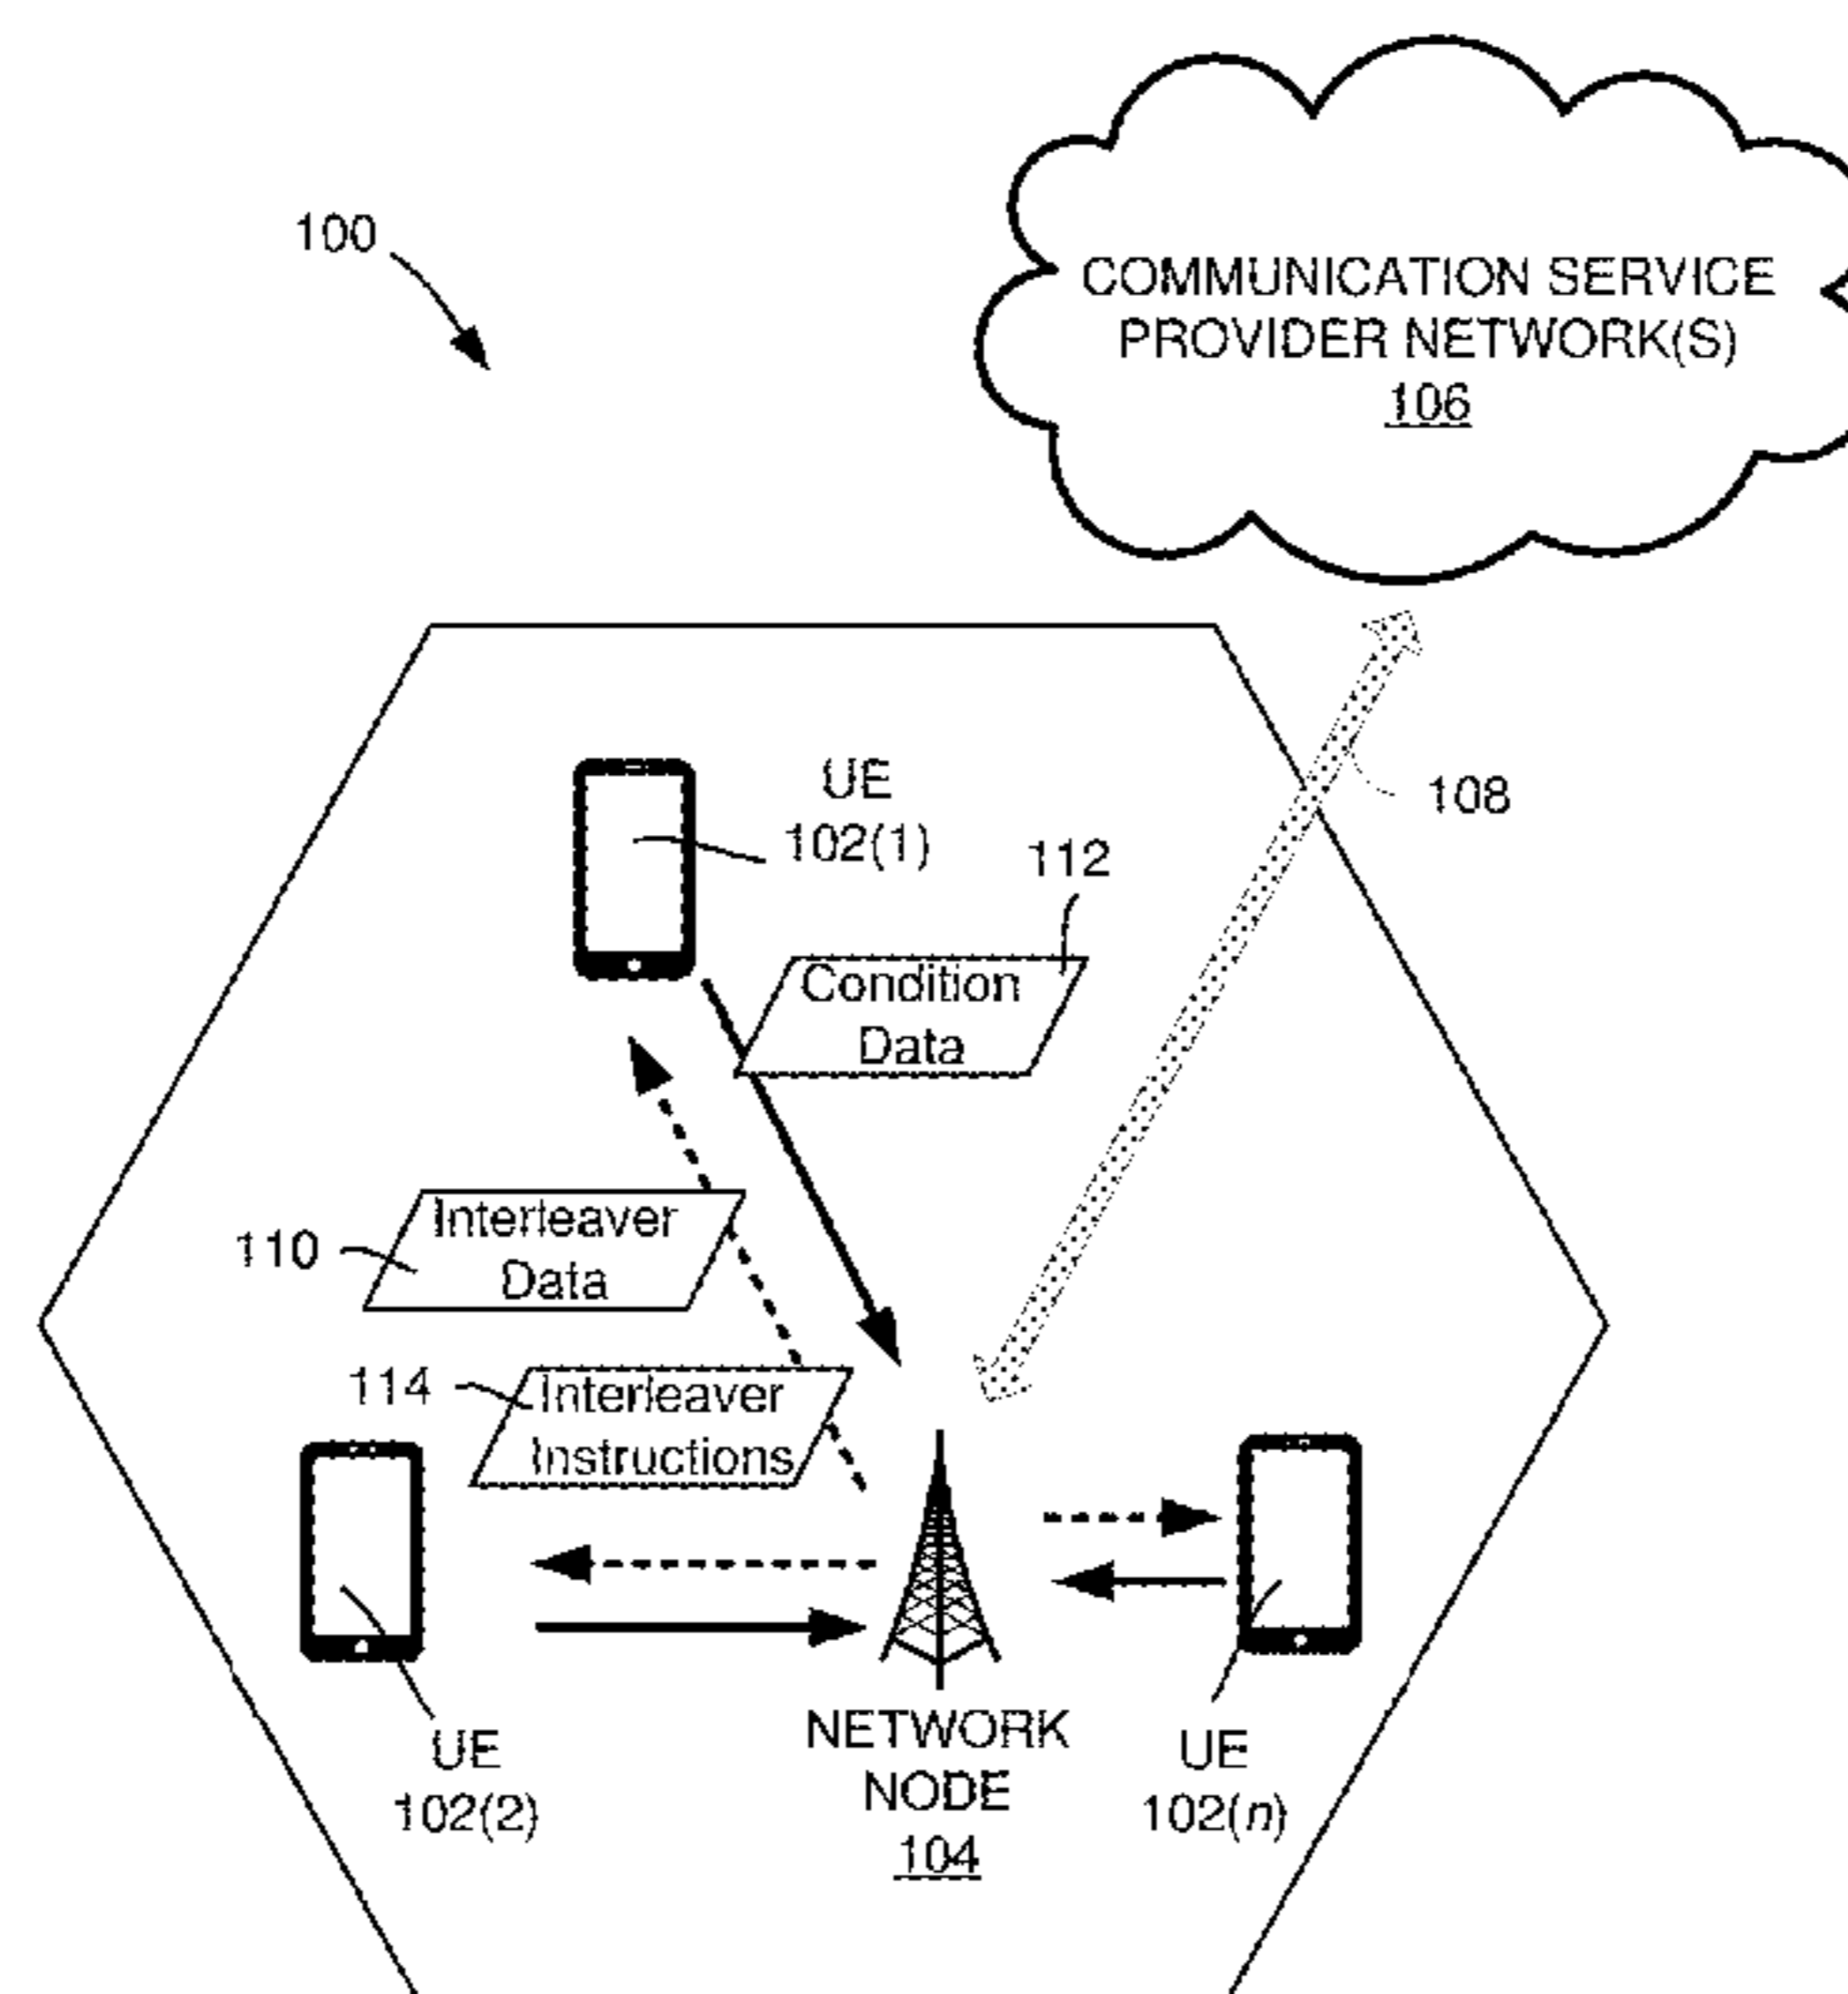 100
COMMUNICATION SERVICE
PROVIDER NETWORK(S)
106
UE
102(1)
108
112
Condition
Data
110
Interleaver
Data
114
Interleaver
Instructions
UE
102(2)
NETWORK
NODE
104
UE
102(n)